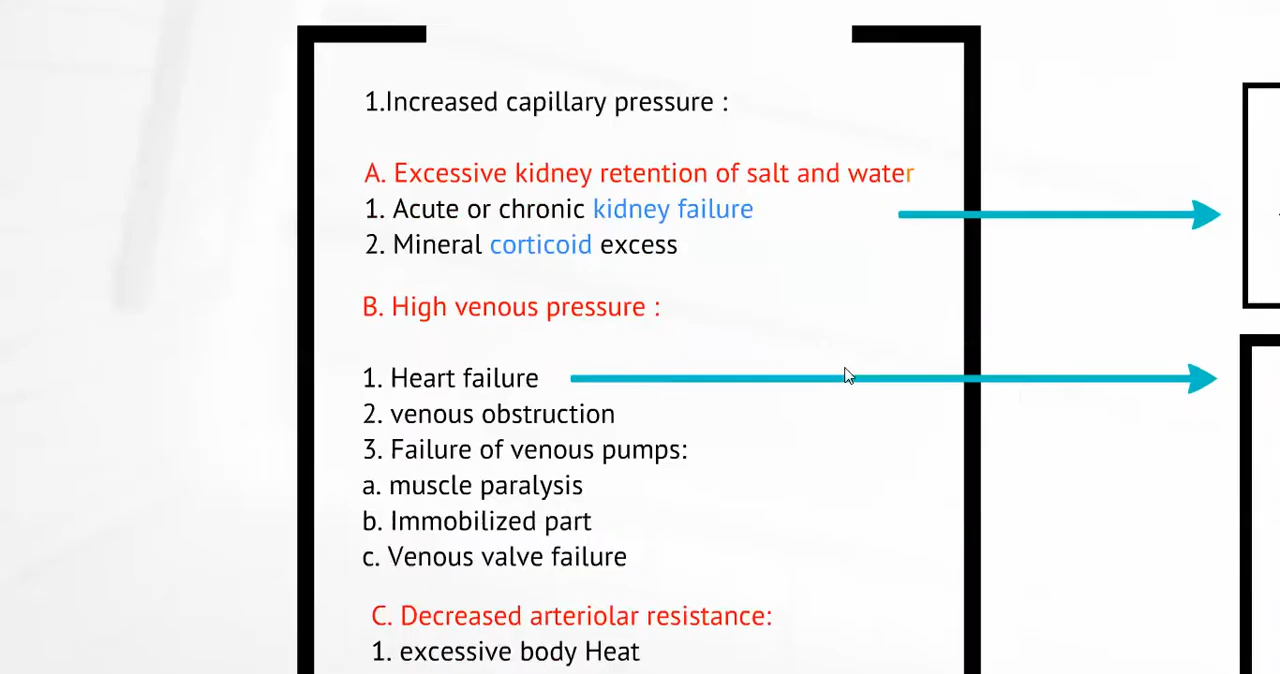 1.Increased capillary pressure :
A. Excessive kidney retention of salt and water
1. Acute or chronic kidney failure
2. Mineral corticoid excess
B. High venous pressure :
1. Heart failure
2. venous obstruction
3. Failure of venous pumps:
a. muscle paralysis
b. Immobilized part
c. Venous valve failure
C. Decreased arteriolar resistance:
1. excessive body Heat